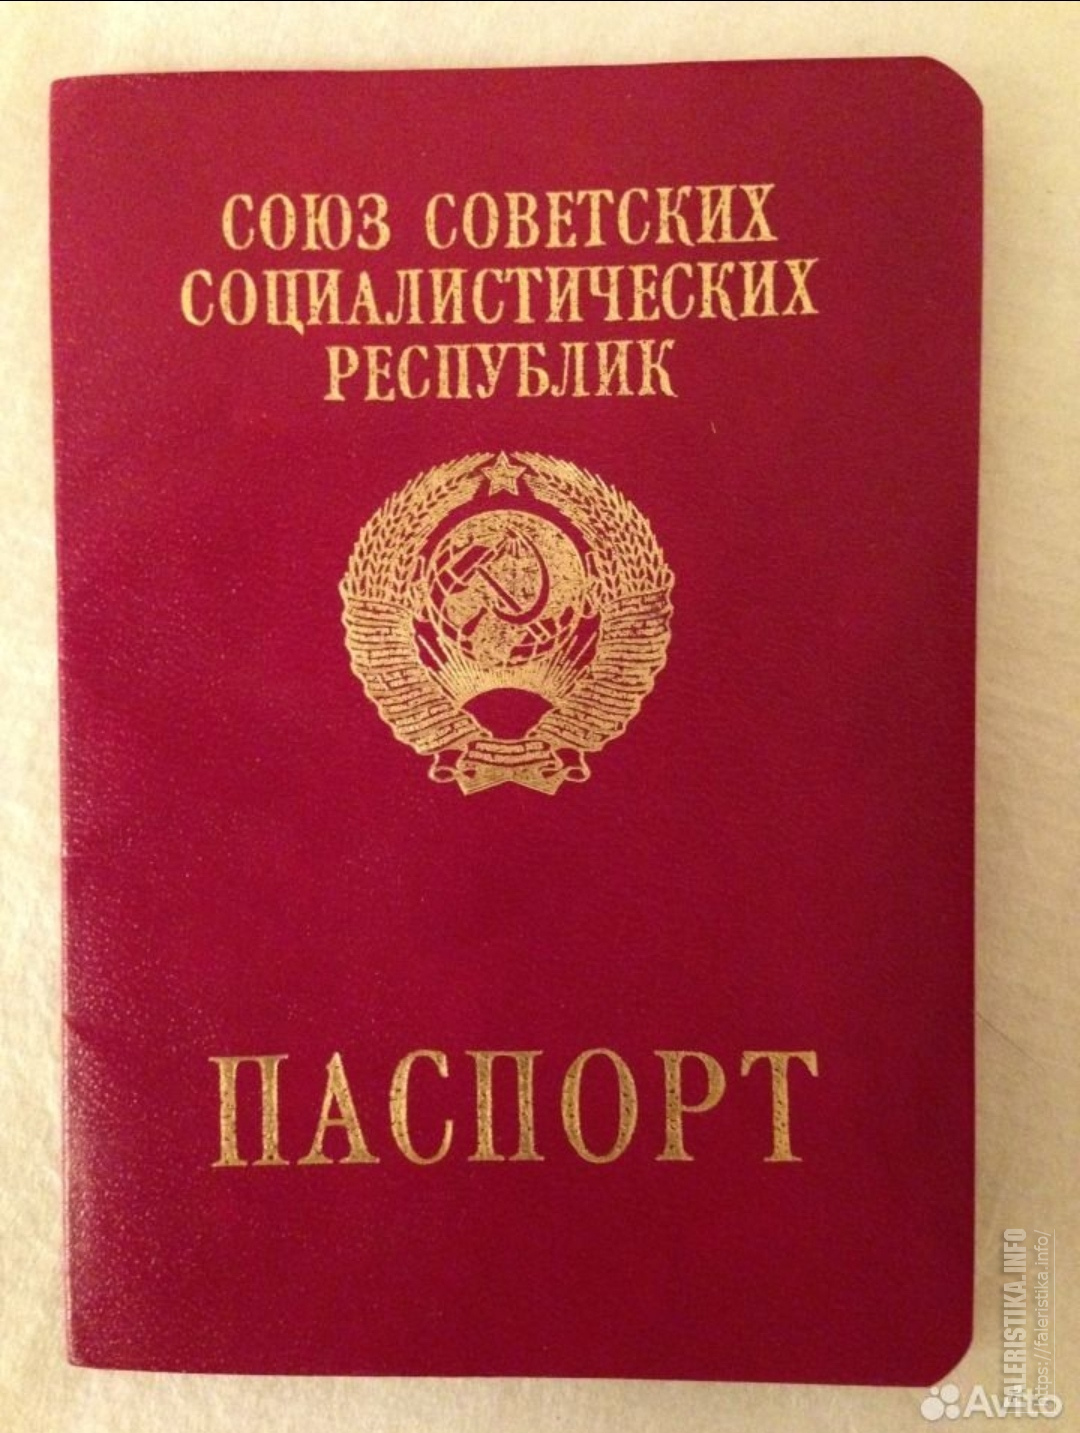 СОЮЗ СОВЕТСКИХ
СОЦИАЛИСТИЧЕСКИХ
РЕСПУБЛИК
ПАСПОРТ
FALERISTIKA.INFO
https://faleristika.info/
Avito